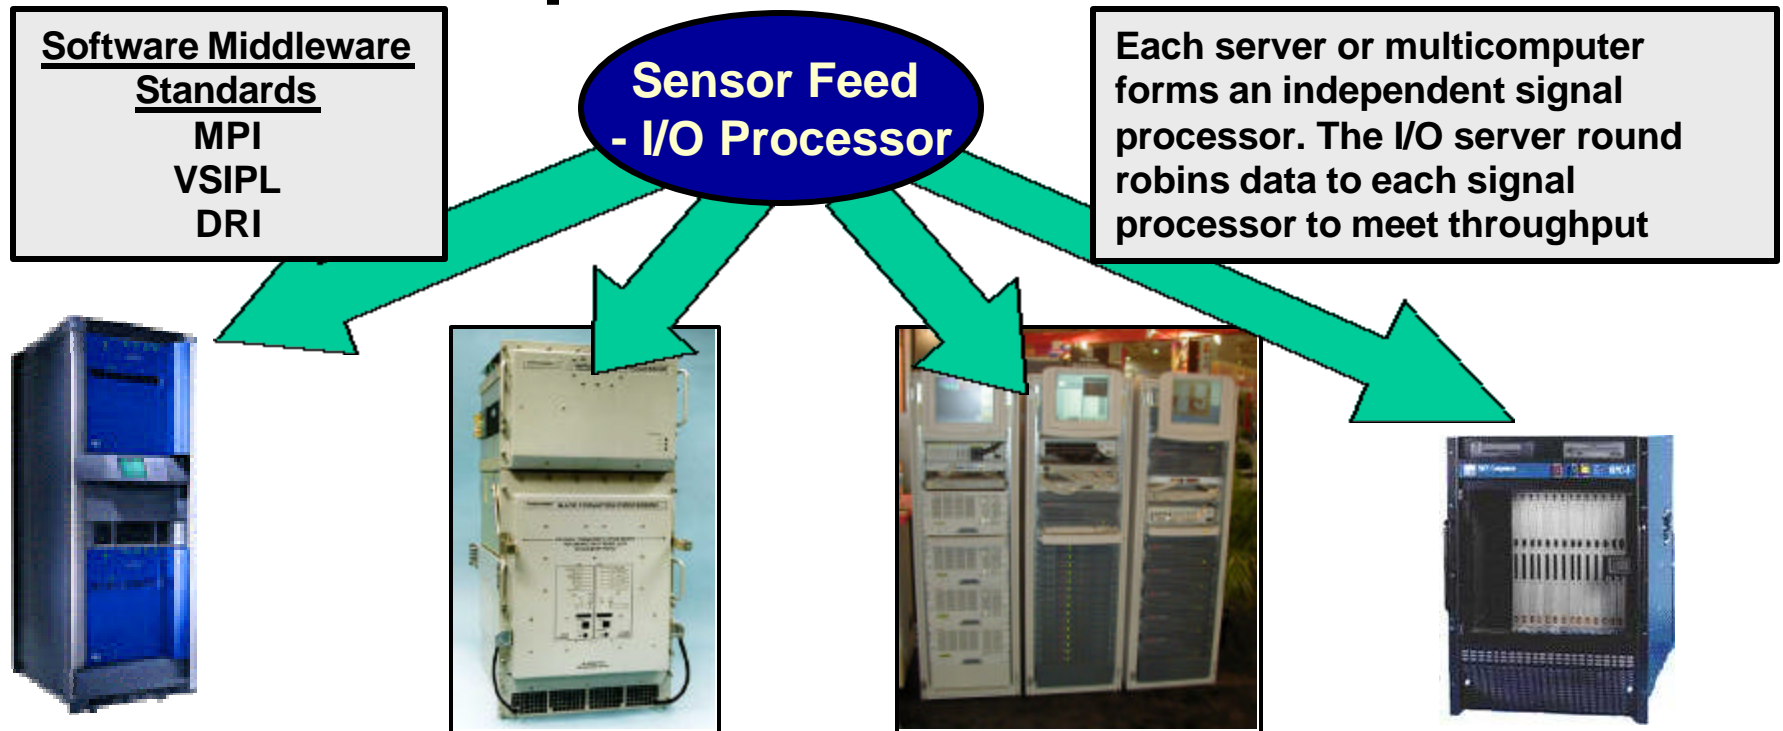 Software Middleware
Standards
MPI
VSIPL
DRI
Sensor Feed
- I/O Processor
Each server or multicomputer
forms an independent signal
processor. The I/O server round
robins data to each signal
processor to meet throughput